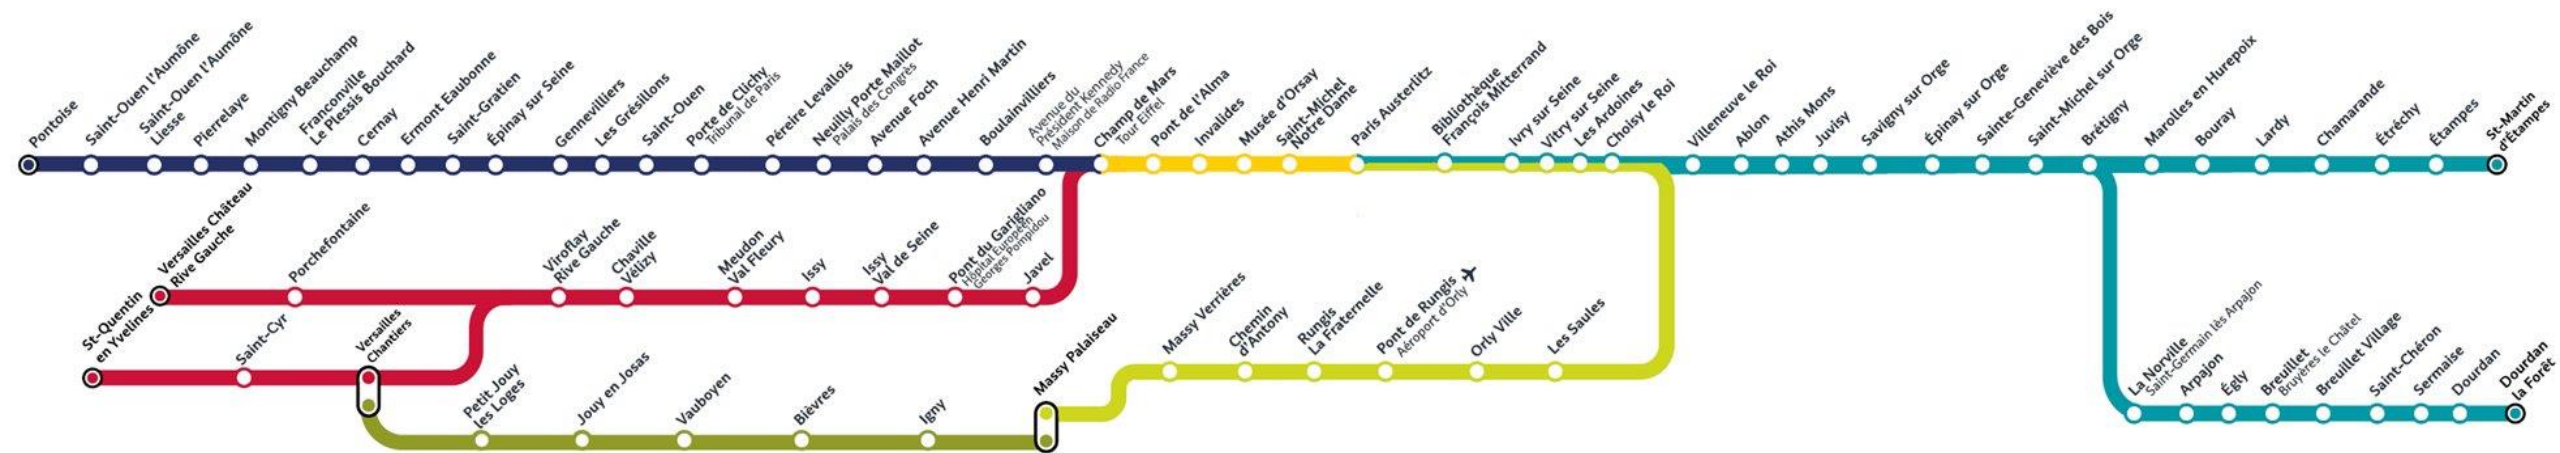 Pontoise
Saint-Ouen l'Aumône
Saint-Ouen l'Aumône
Liesse
Pierrelaye
Montigny Beauchamp
Franconville
Le Plessis Bouchard
Cernay
Ermont Eaubonne
Saint-Gratien
Épinay sur Seine
Gennevilliers
Les Grésillons
Saint-Ouen
Porte de Clichy
Tribunal de Paris
Péreire Levallois
Neuilly Porte Maillot
Palais des Congrès
Avenue Foch
Avenue Henri Martin
Boulainvilliers
Avenue du
Président Kennedy
Maison de Radio France
Champ de Mars
Tour Eiffel
Pont de l'Alma
Invalides
Musée d'Orsay
Saint-Michel
Notre Dame
Paris Austerlitz
Bibliothèque
François Mitterrand
Ivry sur Seine
Vitry sur Seine
Les Ardoines
Choisy le Roi
Villeneuve le Roi
Ablon
Athis Mons
Juvisy
Savigny sur Orge
Épinay sur Orge
Sainte-Geneviève des Bois
Saint-Michel sur Orge
Brétigny
Marolles en Hurepoix
Bouray
Lardy
Chamarande
Étréchy
Étampes
St-Martin
d'Étampes
Versailles Château
Rive Gauche
Porchefontaine
Viroflay
Rive Gauche
Chaville
Vélizy
Meudon
Val Fleury
Issy
Issy
Val de Seine
Pont du Garigliano
Hôpital Européen
Georges Pompidou
Javel
St-Quentin
en Yvelines
Saint-Cyr
Versailles
Chantiers
Petit Jouy
les Loges
Jouy en Josas
Vauboyen
Bièvres
Igny
Massy Palaiseau
Massy Verrières
Chemin
d'Antony
Rungis
La Fraternelle
Pont de Rungis
Aéroport d'Orly
Orly Ville
Les Saules
La Norville
Saint-Germain lès Arpajon
Arpajon
Égly
Breuillet
Bruyères le Châtel
Breuillet Village
Saint-Chéron
Sermaise
Dourdan
Dourdan
la Forêt